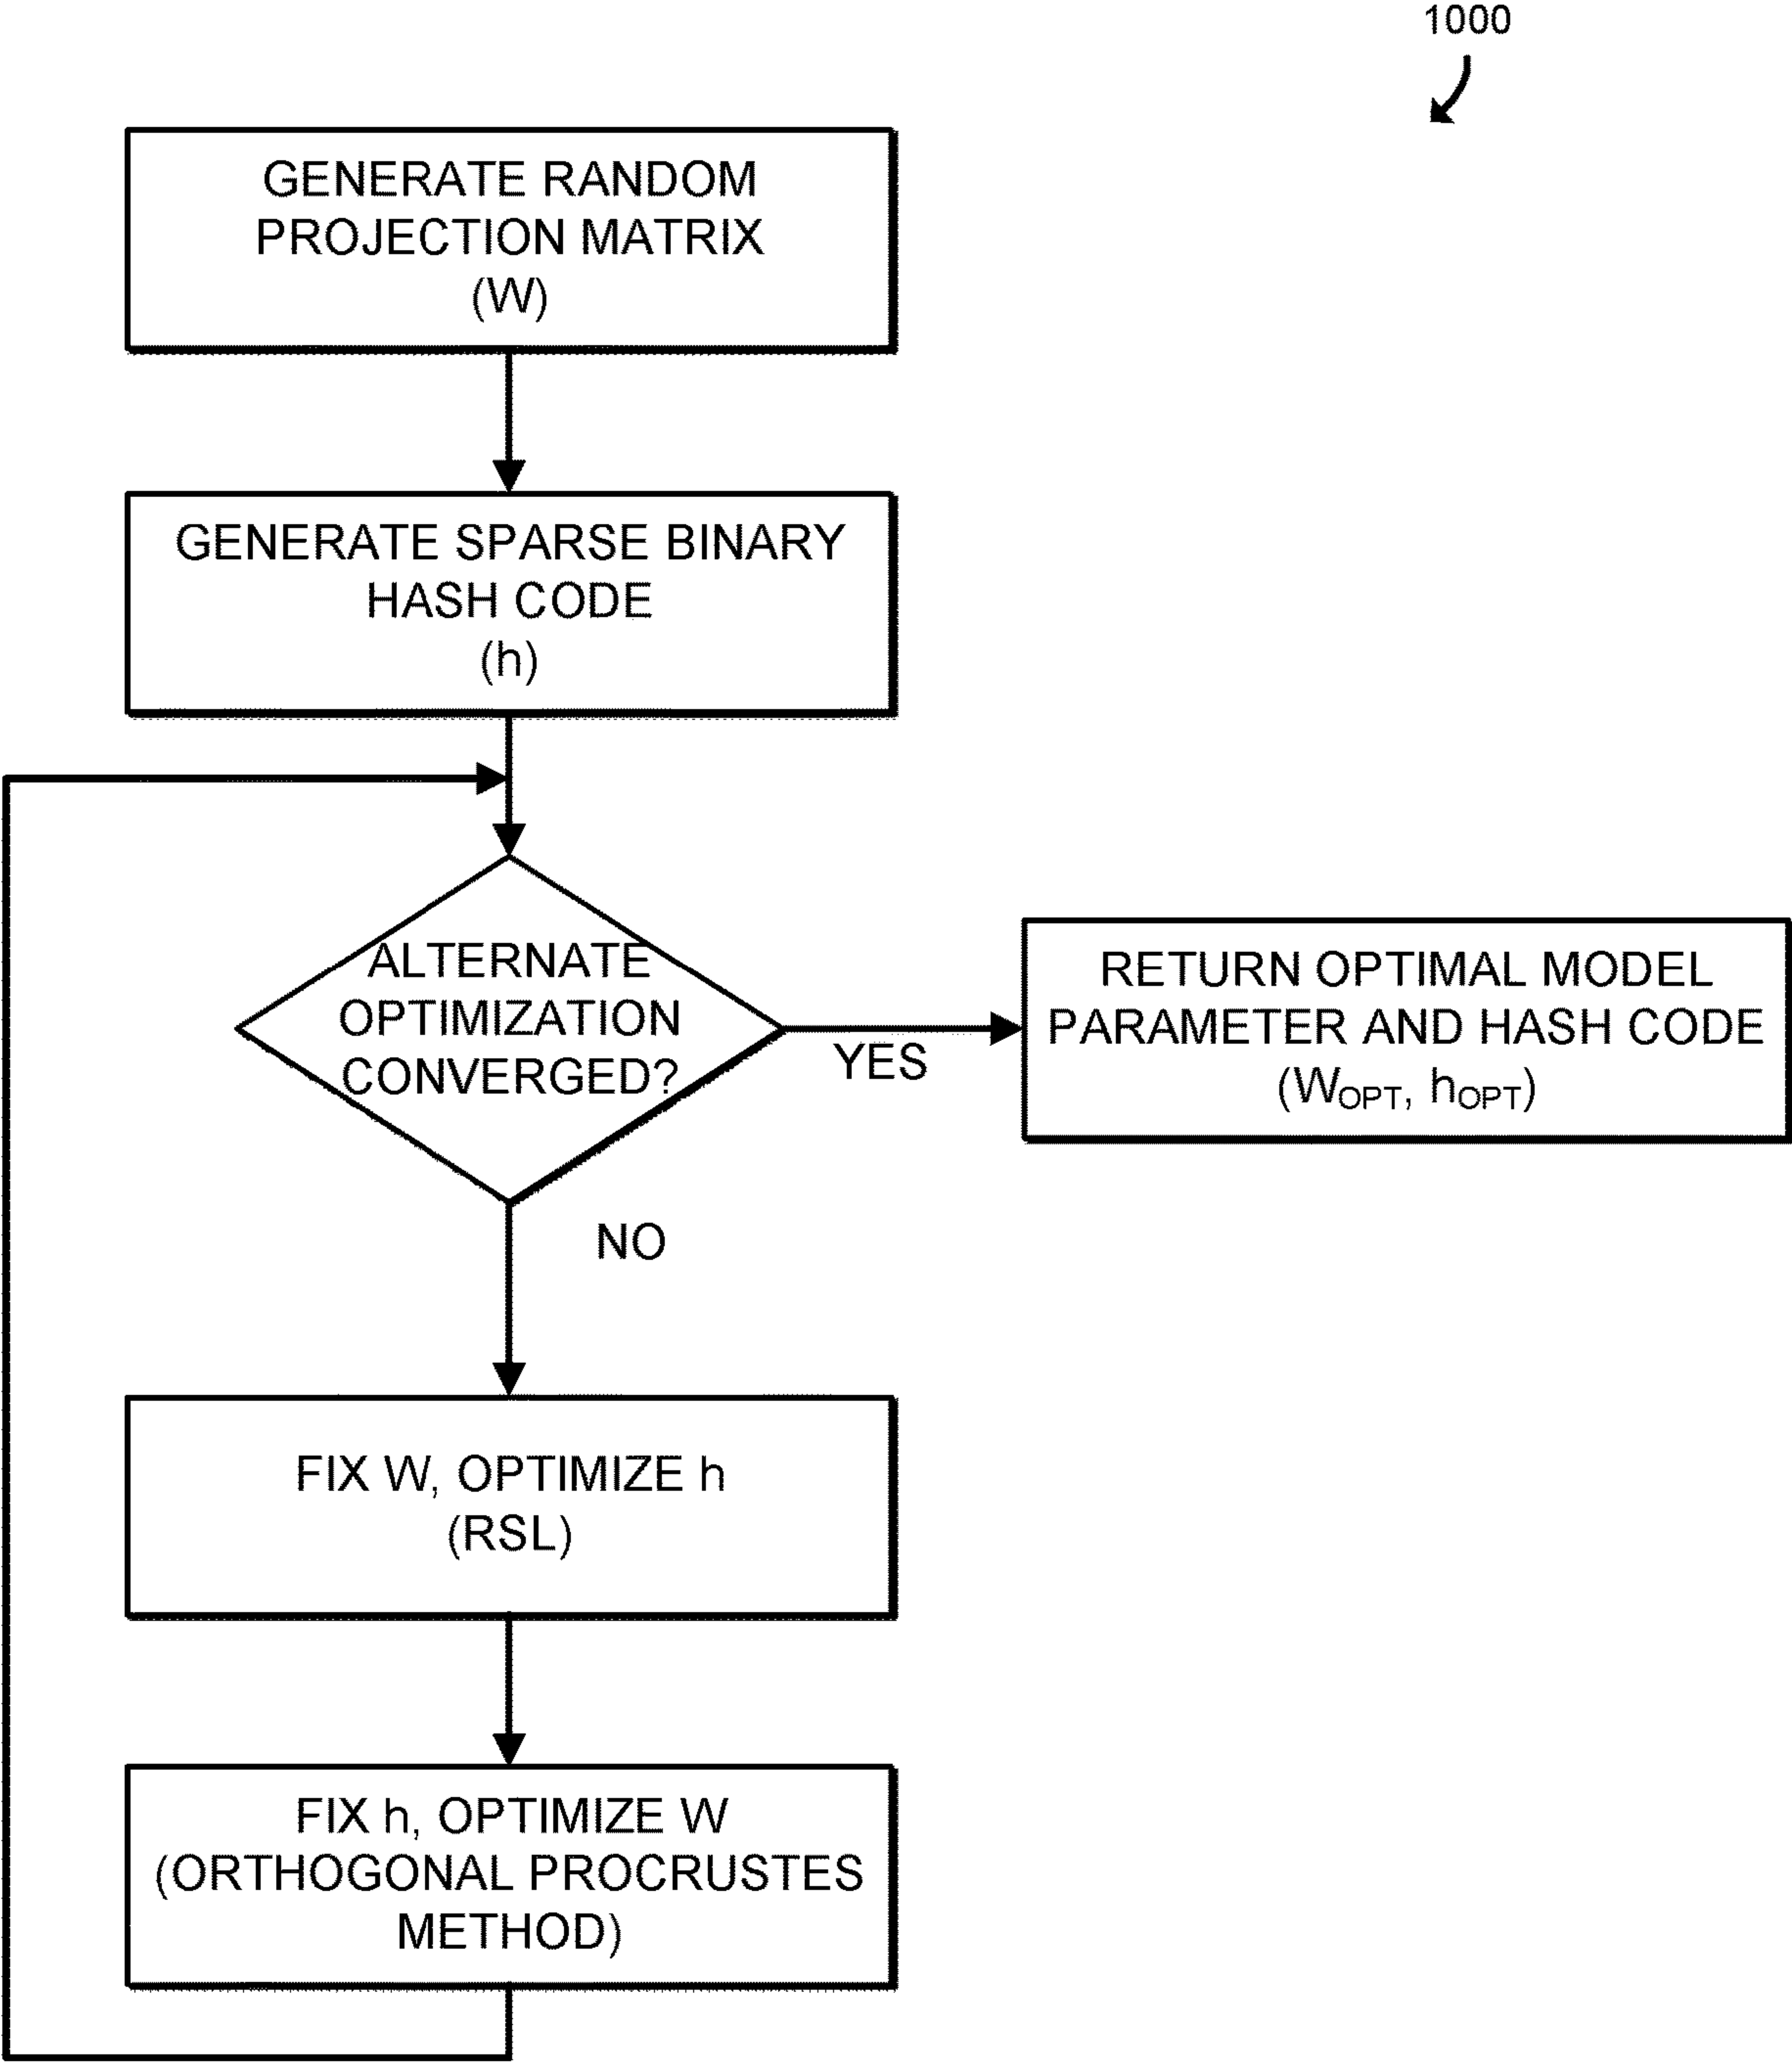 1000
GENERATE RANDOM
PROJECTION MATRIX
(W)
GENERATE SPARSE BINARY
HASH CODE
(h)
ALTERNATE
OPTIMIZATION
CONVERGED?
YES
RETURN OPTIMAL MODEL
PARAMETER AND HASH CODE
(WOPT, hOPT)
NO
FIX W, OPTIMIZE h
(RSL)
FIX h, OPTIMIZE W
(ORTHOGONAL PROCRUSTES
METHOD)